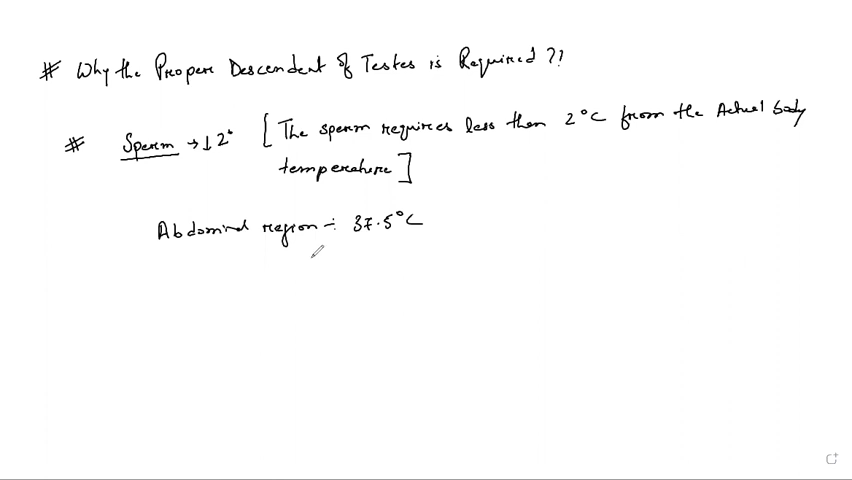 # Why the Proper Descendent of Testes is Required??
# Sperm → ↓ 2° [The sperm requires less then 2°C from the Actual body
temperature]
Abdominal region ÷ 37.5°C